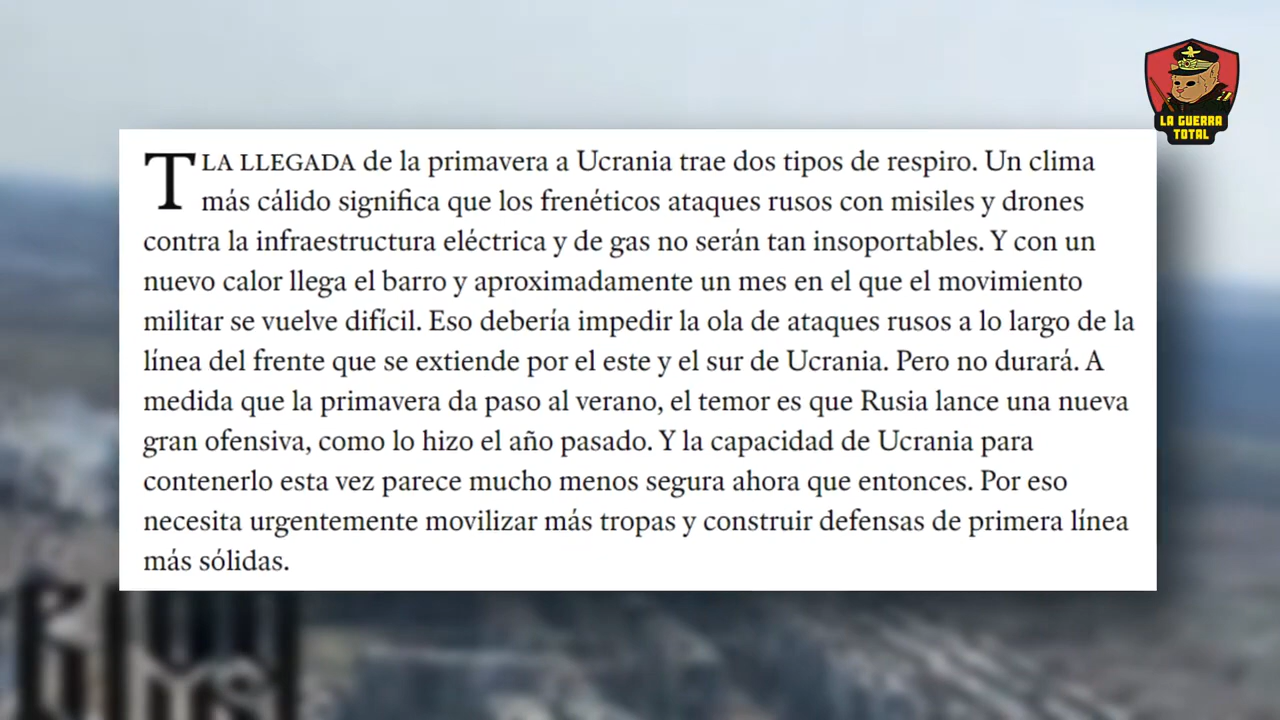 T LA LLEGADA de la primavera a Ucrania trae dos tipos de respiro. Un clima
más cálido significa que los frenéticos ataques rusos con misiles y drones
contra la infraestructura eléctrica y de gas no serán tan insoportables. Y con un
nuevo calor llega el barro y aproximadamente un mes en el que el movimiento
militar se vuelve difícil. Eso debería impedir la ola de ataques rusos a lo largo de la
línea del frente que se extiende por el este y el sur de Ucrania. Pero no durará. A
medida que la primavera da paso al verano, el temor es que Rusia lance una nueva
gran ofensiva, como lo hizo el año pasado. Y la capacidad de Ucrania para
contenerlo esta vez parece mucho menos segura ahora que entonces. Por eso
necesita urgentemente movilizar más tropas y construir defensas de primera línea
más sólidas.
LA GUERRA
TOTAL